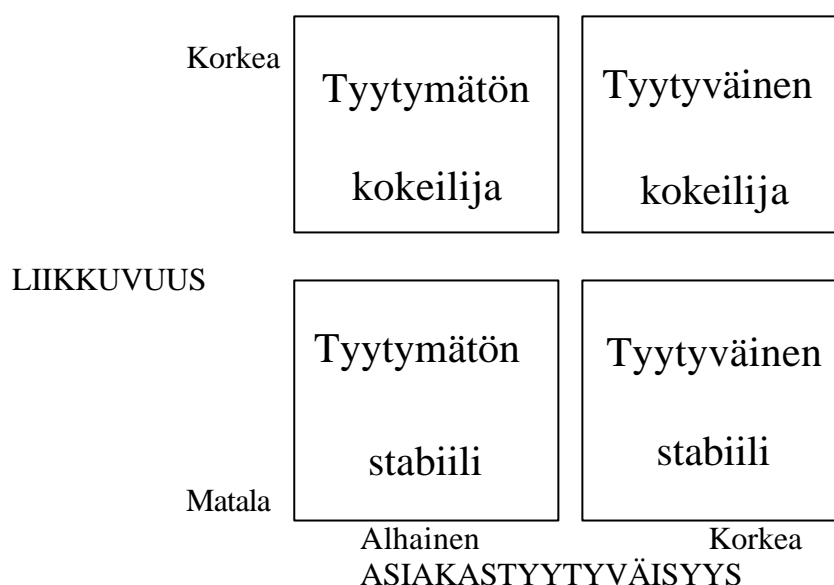 Korkea
Tyytymätön
kokeilija
Tyytyväinen
kokeilija
LIIKKUVUUS
Tyytymätön
stabiili
Tyytyväinen
stabiili
Matala
Alhainen
Korkea
ASIAKASTYYTYVÄISYYS